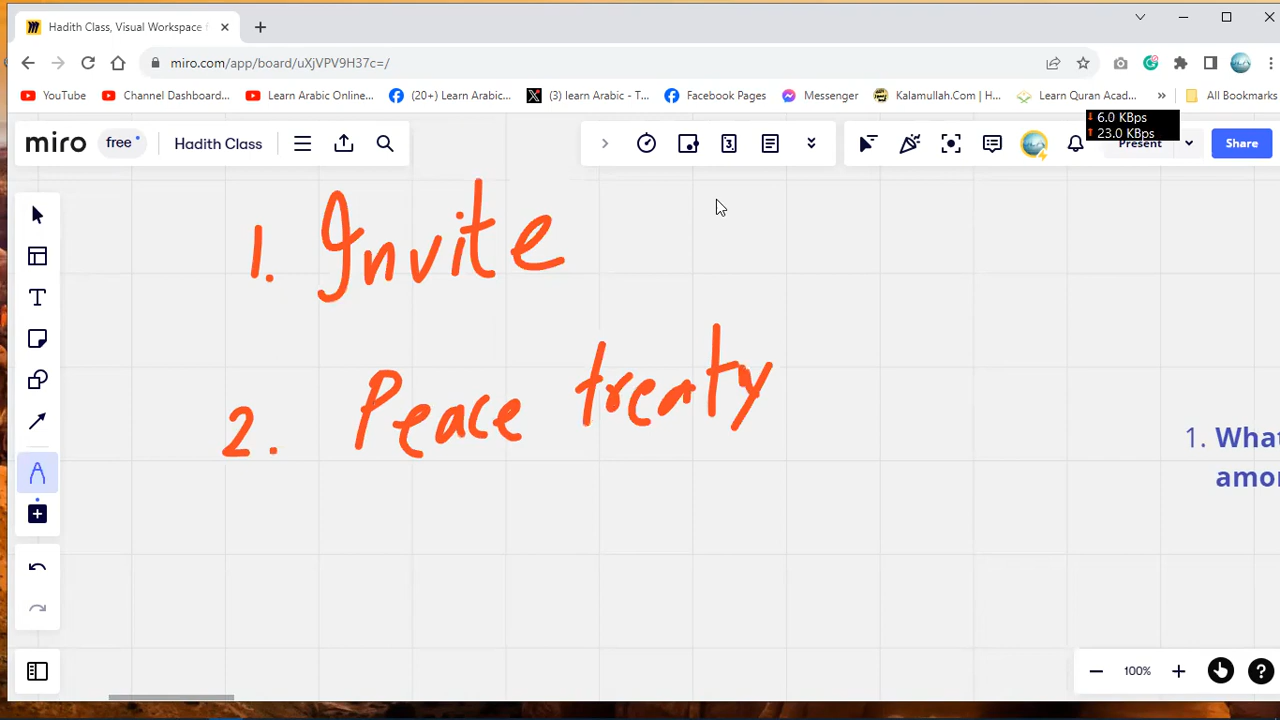 Hadith Class, Visual Workspace f
miro.com/app/board/uXjVPV9H37c=/
YouTube Channel Dashboard... Learn Arabic Online... (20+) Learn Arabic... (3) learn Arabic - T... Facebook Pages Messenger Kalamullah.Com | H... Learn Quran Acad... » All Bookmarks
6.0 KBps
23.0 KBps
miro free Hadith Class Present Share
1. Invite
2. Peace treaty
1. What
amon
100%